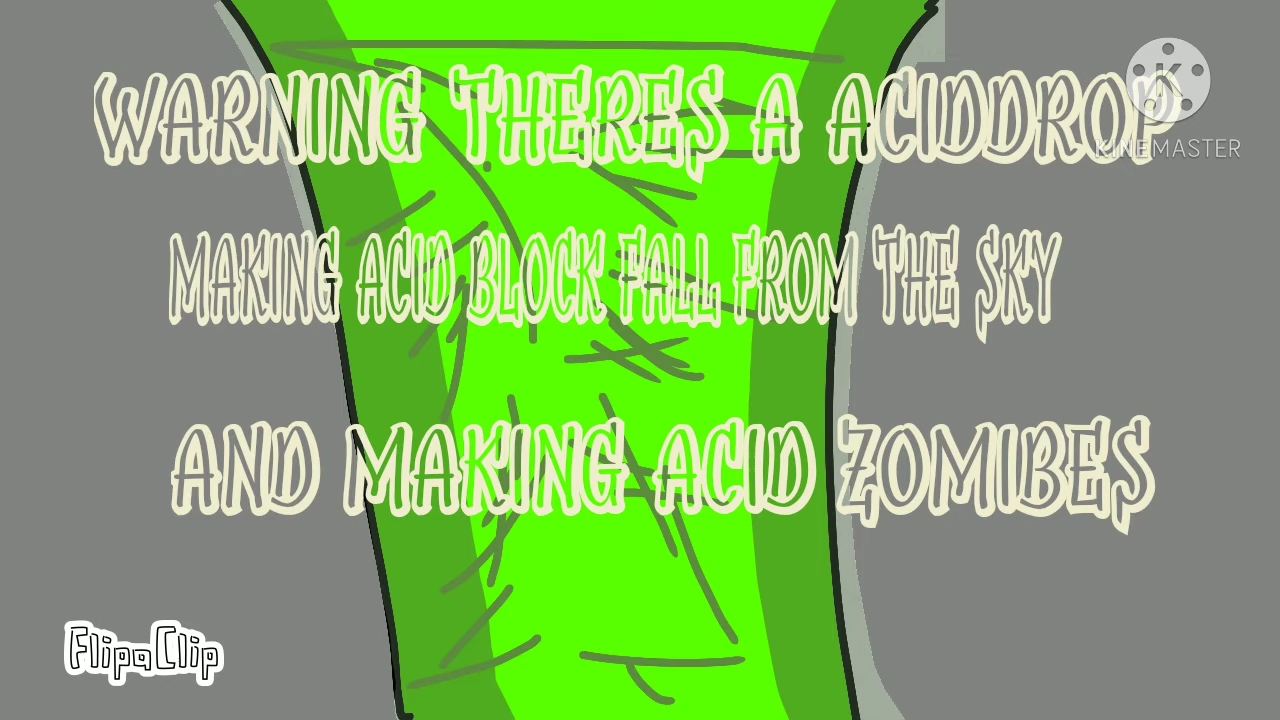 WARNING THERES A ACIDDROP
KINEMASTER
MAKING ACID BLOCK FALL FROM THE SKY
AND MAKING ACID ZOMIBES
FlipaClip